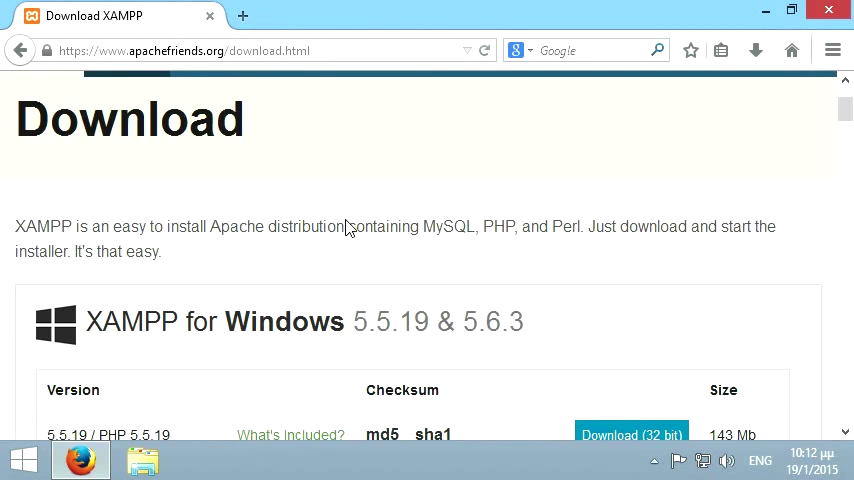 Download XAMPP
https://www.apachefriends.org/download.html
Google
Download
XAMPP is an easy to install Apache distribution containing MySQL, PHP, and Perl. Just download and start the
installer. It's that easy.
XAMPP for Windows 5.5.19 & 5.6.3
Version Checksum Size
5.5.19 / PHP 5.5.19 What's Included? md5 sha1 Download (32 bit) 143 Mb
ENG
10:12 μμ
19/1/2015